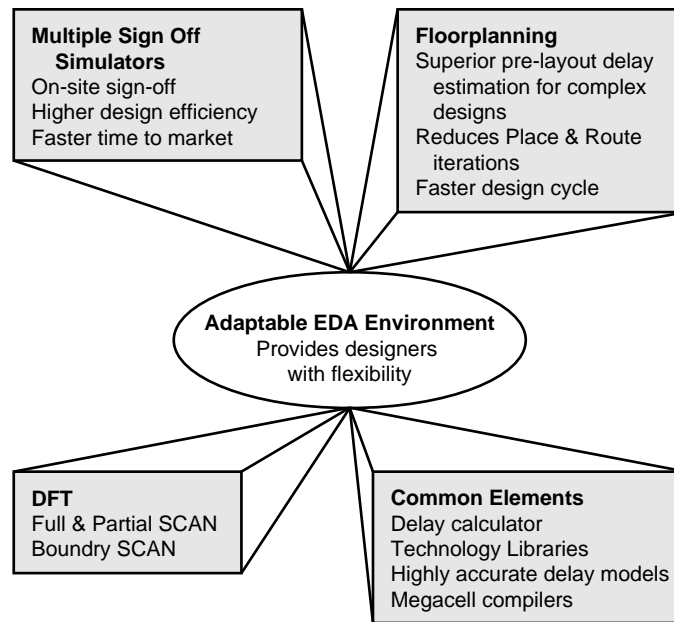 Multiple Sign Off
Simulators
On-site sign-off
Higher design efficiency
Faster time to market
Floorplanning
Superior pre-layout delay
estimation for complex
designs
Reduces Place & Route
iterations
Faster design cycle
Adaptable EDA Environment
Provides designers
with flexibility
DFT
Full & Partial SCAN
Boundry SCAN
Common Elements
Delay calculator
Technology Libraries
Highly accurate delay models
Megacell compilers